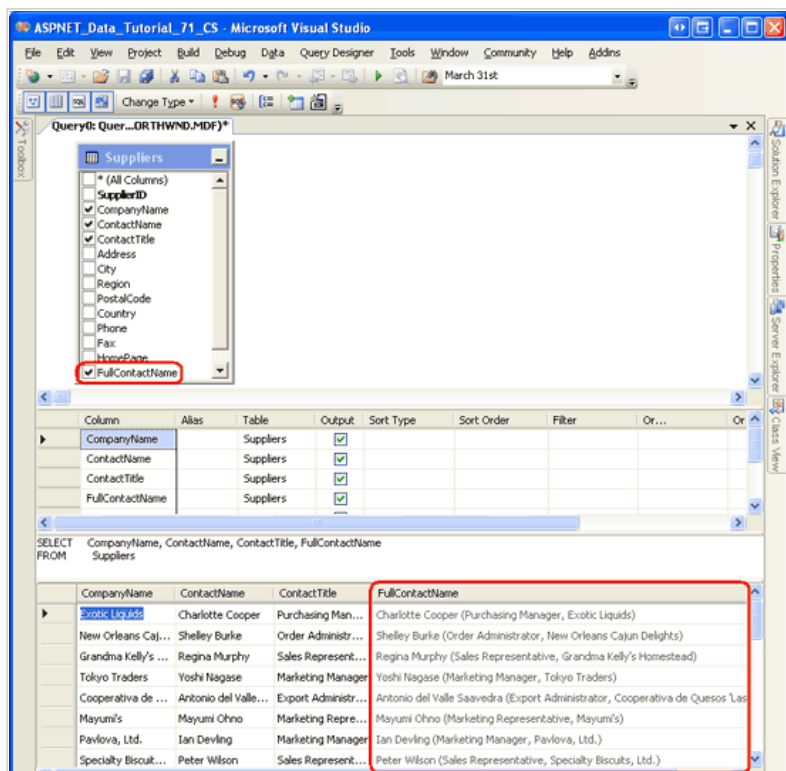 ASPNET_Data_Tutorial_71_CS - Microsoft Visual Studio
File Edit View Project Build Debug Data Query Designer Tools Window Community Help Addins
March 31st
Change Type
Query0: Quer...ORTHWND.MDF)*
Toolbox
Solution Explorer
Properties
Server Explorer
Class View
Suppliers
* (All Columns)
SupplierID
CompanyName
ContactName
ContactTitle
Address
City
Region
PostalCode
Country
Phone
Fax
HomePage
FullContactName
Column Alias Table Output Sort Type Sort Order Filter Or... Or
CompanyName Suppliers
ContactName Suppliers
ContactTitle Suppliers
FullContactName Suppliers
SELECT CompanyName, ContactName, ContactTitle, FullContactName
FROM Suppliers
CompanyName ContactName ContactTitle FullContactName
Exotic Liquids Charlotte Cooper Purchasing Man... Charlotte Cooper (Purchasing Manager, Exotic Liquids)
New Orleans Caj... Shelley Burke Order Administr... Shelley Burke (Order Administrator, New Orleans Cajun Delights)
Grandma Kelly's ... Regina Murphy Sales Represent... Regina Murphy (Sales Representative, Grandma Kelly's Homestead)
Tokyo Traders Yoshi Nagase Marketing Manager Yoshi Nagase (Marketing Manager, Tokyo Traders)
Cooperativa de ... Antonio del Valle... Export Administr... Antonio del Valle Saavedra (Export Administrator, Cooperativa de Quesos 'Las
Mayumi's Mayumi Ohno Marketing Repre... Mayumi Ohno (Marketing Representative, Mayumi's)
Pavlova, Ltd. Ian Devling Marketing Manager Ian Devling (Marketing Manager, Pavlova, Ltd.)
Specialty Biscuit... Peter Wilson Sales Represent... Peter Wilson (Sales Representative, Specialty Biscuits, Ltd.)